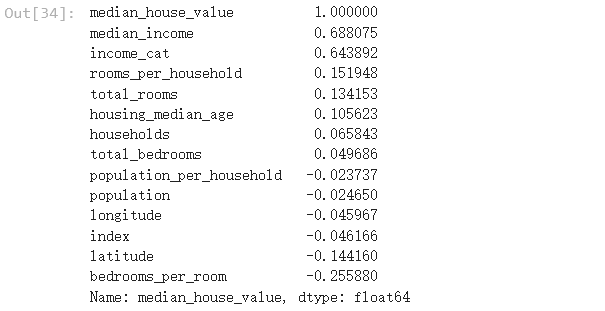 Out[34]: median_house_value 1.000000
median_income 0.688075
income_cat 0.643892
rooms_per_household 0.151948
total_rooms 0.134153
housing_median_age 0.105623
households 0.065843
total_bedrooms 0.049686
population_per_household -0.023737
population -0.024650
longitude -0.045967
index -0.046166
latitude -0.144160
bedrooms_per_room -0.255880
Name: median_house_value, dtype: float64